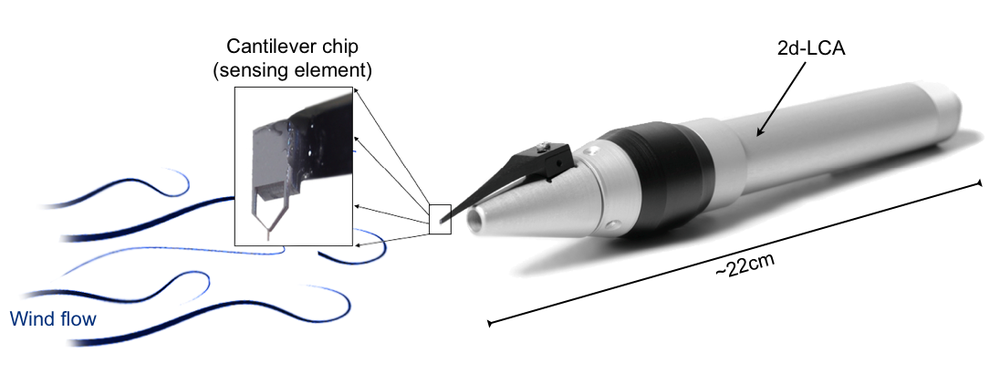 Cantilever chip
(sensing element)
2d-LCA
~22cm
Wind flow